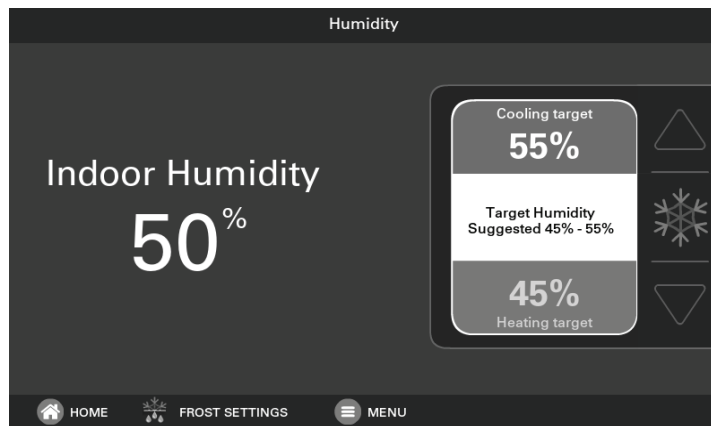 Humidity
Indoor Humidity
50%
Cooling target
55%
Target Humidity
Suggested 45% - 55%
45%
Heating target
HOME
FROST SETTINGS
MENU